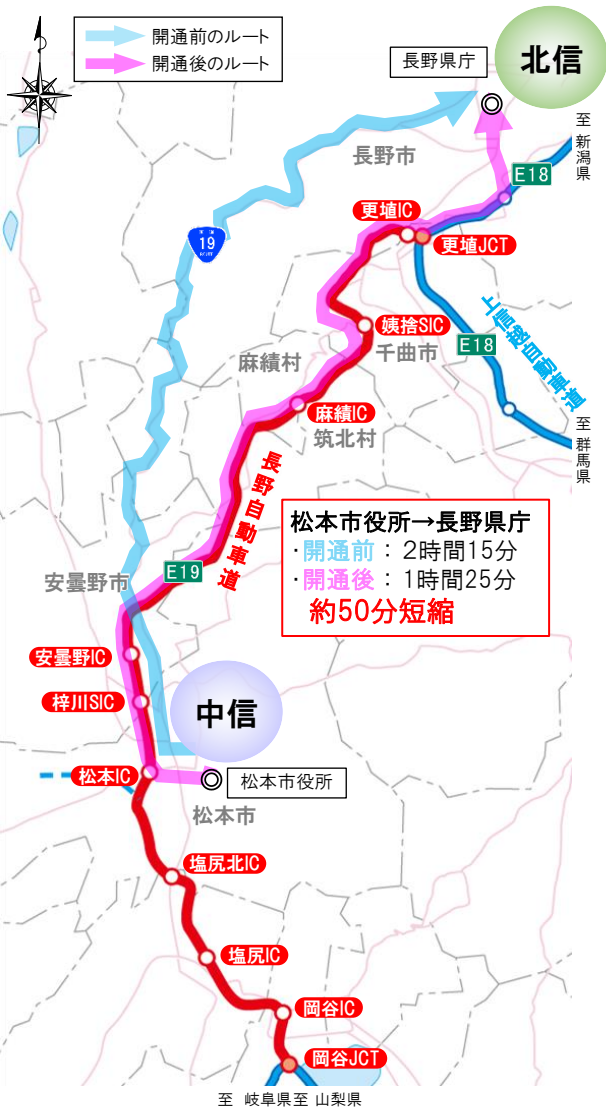 開通前のルート
開通後のルート
北信
長野県庁
至 新潟県
長野市
E18
更埴IC
19
更埴JCT
姨捨SIC
E18
上信越自動車道
千曲市
麻績村
麻績IC
至 群馬県
筑北村
長野自動車道
松本市役所→長野県庁
・開通前：2時間15分
・開通後：1時間25分
約50分短縮
E19
安曇野市
安曇野IC
梓川SIC
中信
松本IC
松本市役所
松本市
塩尻北IC
塩尻IC
岡谷IC
岡谷JCT
至 岐阜県至 山梨県